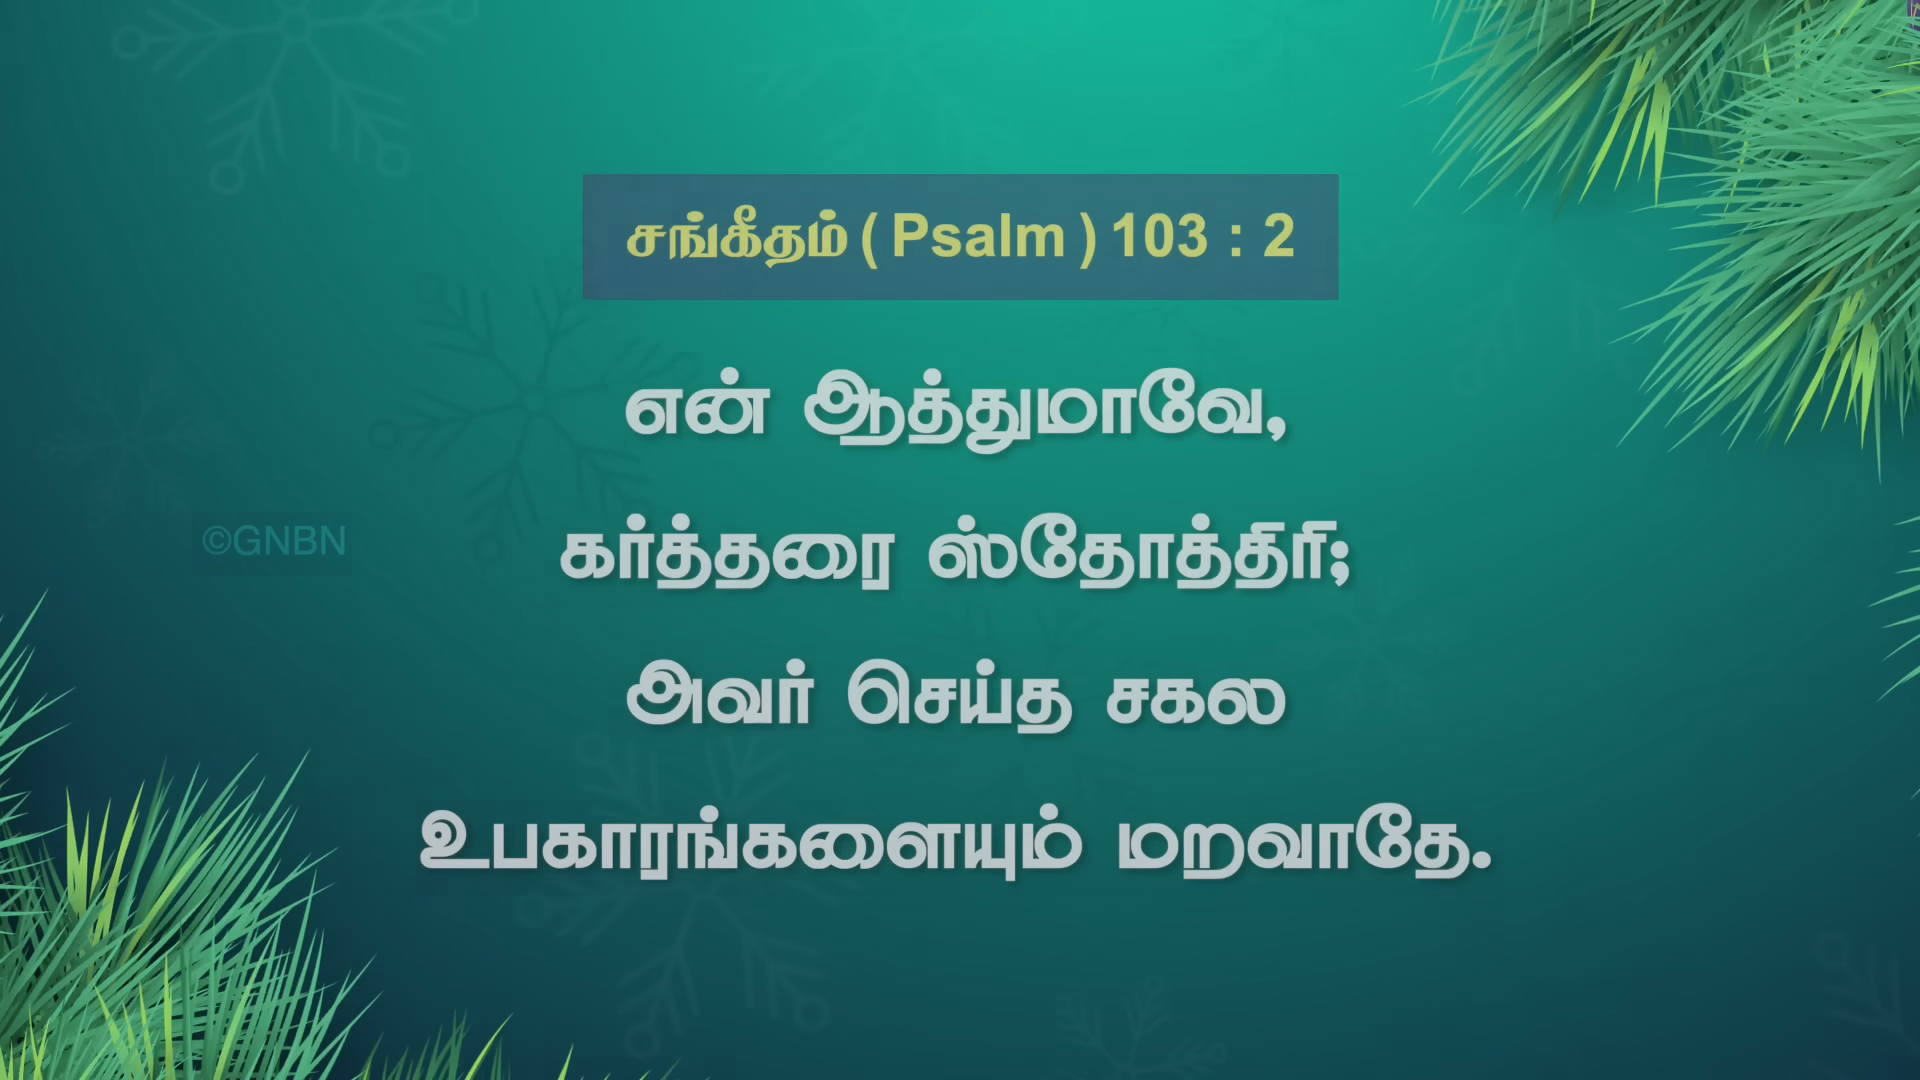 சங்கீதம் ( Psalm ) 103 : 2
என் ஆத்துமாவே,
கர்த்தரை ஸ்தோத்திரி;
©GNBN
அவர் செய்த சகல
உபகாரங்களையும் மறவாதே.